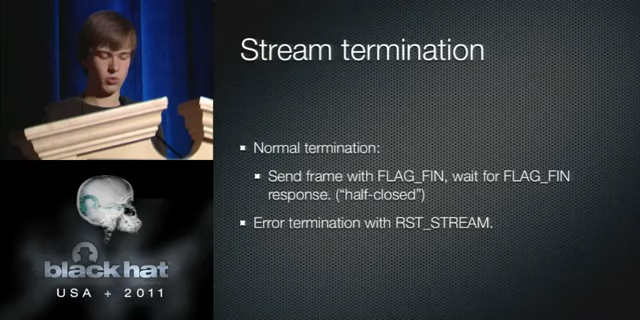 Stream termination
Normal termination:
Send frame with FLAG_FIN, wait for FLAG_FIN
response. ("half-closed")
Error termination with RST_STREAM.
black hat
USA + 2011